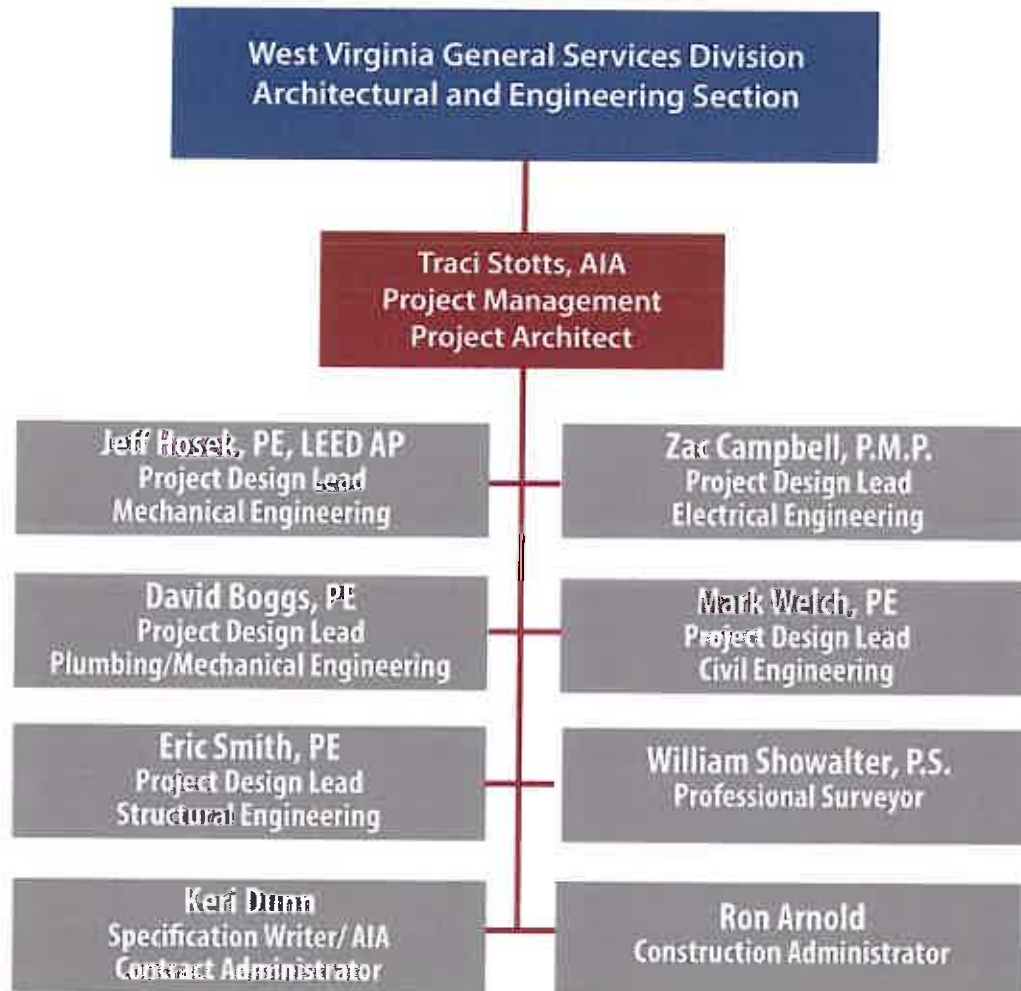 West Virginia General Services Division
Architectural and Engineering Section
Traci Stotts, AIA
Project Management
Project Architect
Jeff Hosek, PE, LEED AP
Project Design Lead
Mechanical Engineering
Zac Campbell, P.M.P.
Project Design Lead
Electrical Engineering
David Boggs, PE
Project Design Lead
Plumbing/Mechanical Engineering
Mark Welch, PE
Project Design Lead
Civil Engineering
Eric Smith, PE
Project Design Lead
Structural Engineering
William Showalter, P.S.
Professional Surveyor
Keri Dunn
Specification Writer/ AIA
Contract Administrator
Ron Arnold
Construction Administrator